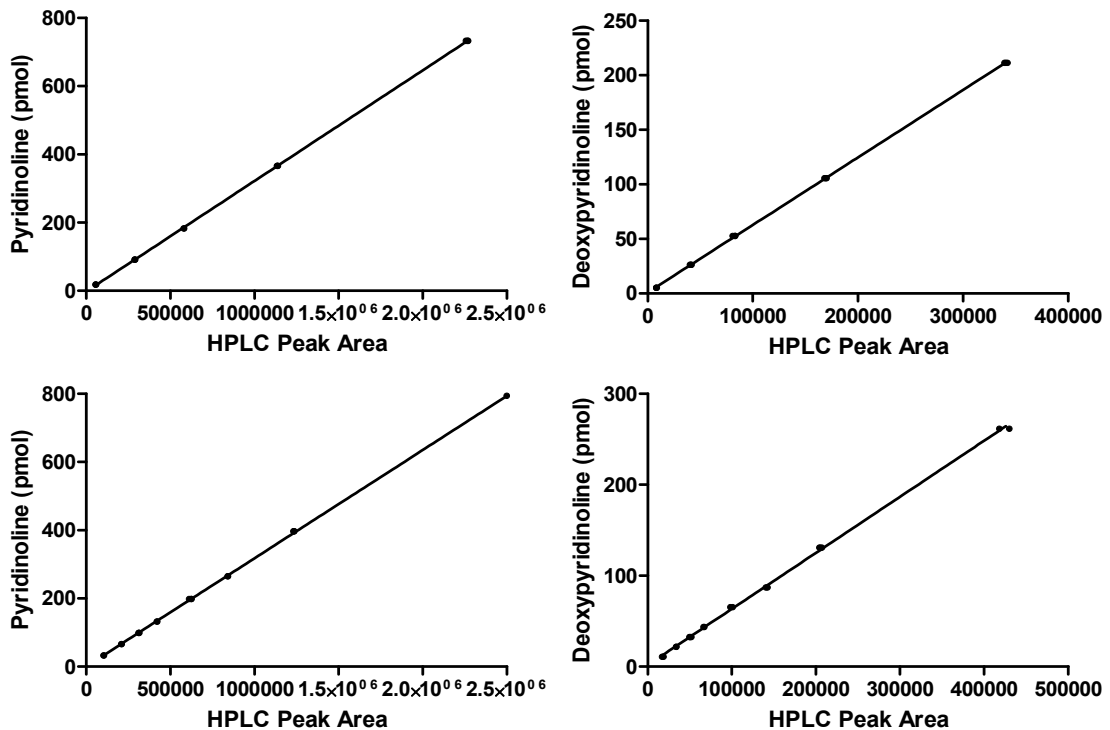 Pyridinoline (pmol)
800
600
400
200
0
0 500000 1000000 1.5×10⁰⁶ 2.0×10⁰⁶ 2.5×10⁰⁶
HPLC Peak Area
Deoxypyridinoline (pmol)
250
200
150
100
50
0
0 100000 200000 300000 400000
HPLC Peak Area
Pyridinoline (pmol)
800
600
400
200
0
0 500000 1000000 1.5×10⁰⁶ 2.0×10⁰⁶ 2.5×10⁰⁶
HPLC Peak Area
Deoxypyridinoline (pmol)
300
200
100
0
0 100000 200000 300000 400000 500000
HPLC Peak Area